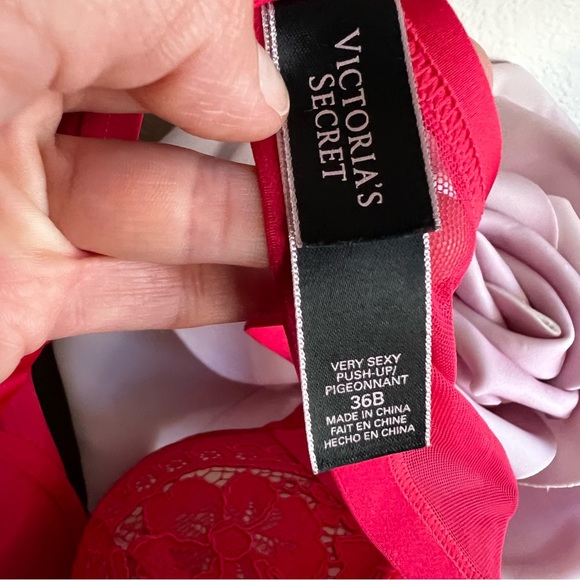 VICTORIA'S
SECRET
VERY SEXY
PUSH-UP/
PIGEONNANT
36B
MADE IN CHINA
FAIT EN CHINE
HECHO EN CHINA